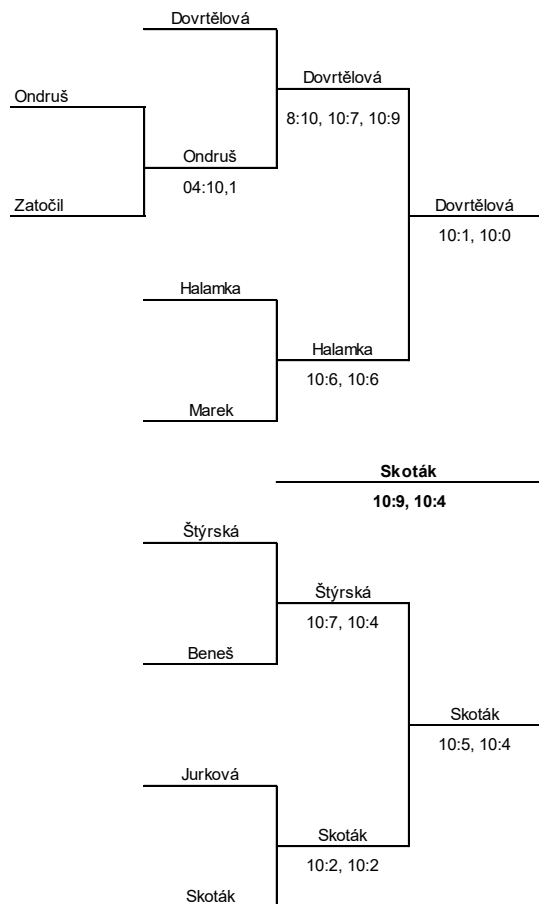 Dovrtělová
Dovrtělová
Ondruš
8:10, 10:7, 10:9
Ondruš
04:10,1
Zatočil
Dovrtělová
10:1, 10:0
Halamka
Halamka
10:6, 10:6
Marek
Skoták
10:9, 10:4
Štýrská
Štýrská
10:7, 10:4
Beneš
Skoták
10:5, 10:4
Jurková
Skoták
10:2, 10:2
Skoták